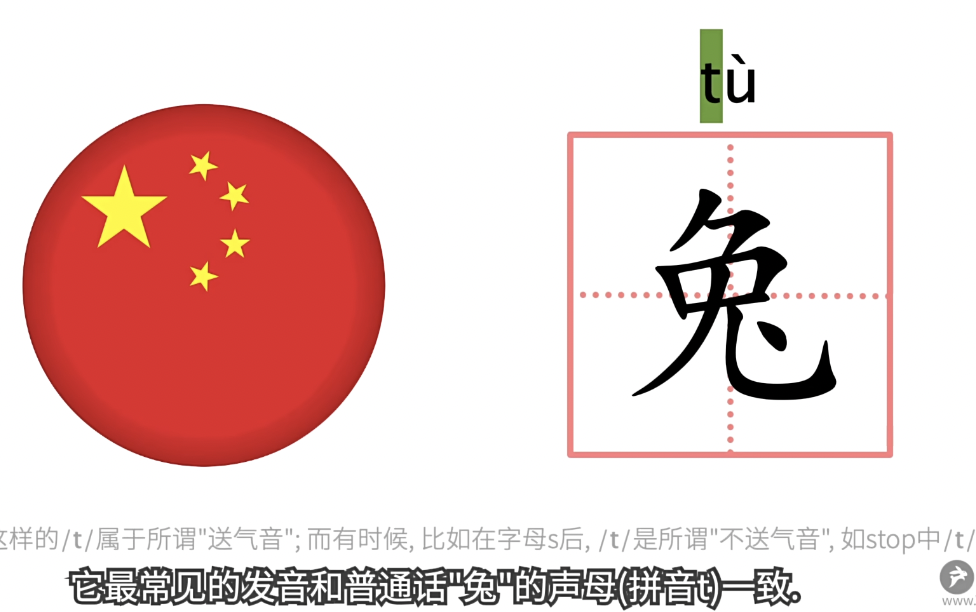 tù
兔
这样的/t/属于所谓"送气音"; 而有时候, 比如在字母s后, /t/是所谓"不送气音", 如stop中/t/
它最常见的发音和普通话"兔"的声母(拼音t)一致.
www.